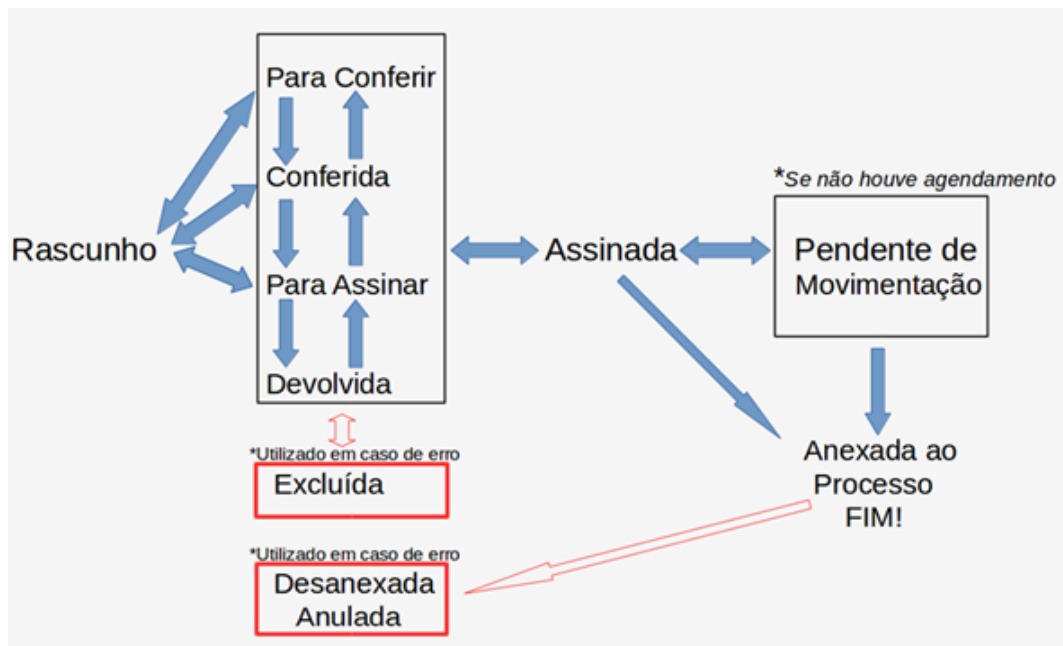 Rascunho
Para Conferir
Conferida
Para Assinar
Devolvida
*Utilizado em caso de erro
Excluída
*Utilizado em caso de erro
Desanexada
Anulada
Assinada
*Se não houve agendamento
Pendente de
Movimentação
Anexada ao
Processo
FIM!